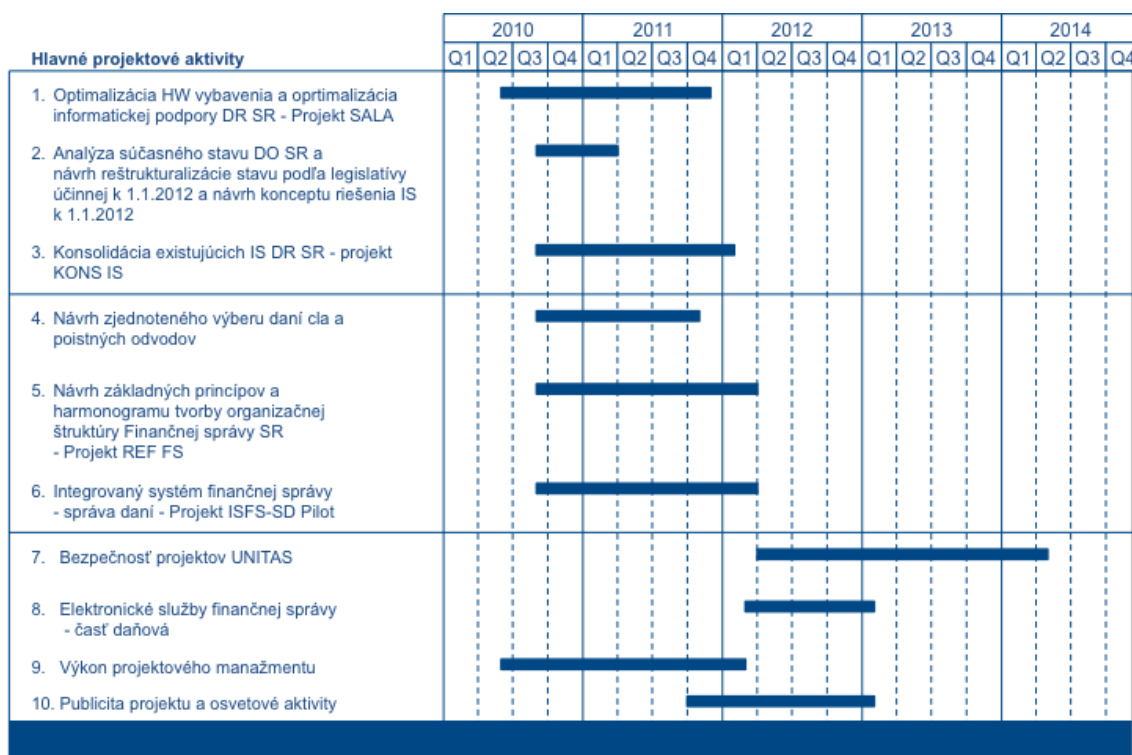 2010 2011 2012 2013 2014
Hlavné projektové aktivity Q1 Q2 Q3 Q4 Q1 Q2 Q3 Q4 Q1 Q2 Q3 Q4 Q1 Q2 Q3 Q4 Q1 Q2 Q3 Q4
1. Optimalizácia HW vybavenia a oprtimalizácia
informatickej podpory DR SR - Projekt SALA
2. Analýza súčasného stavu DO SR a
návrh reštrukturalizácie stavu podľa legislatívy
účinnej k 1.1.2012 a návrh konceptu riešenia IS
k 1.1.2012
3. Konsolidácia existujúcich IS DR SR - projekt
KONS IS
4. Návrh zjednoteného výberu daní cla a
poistných odvodov
5. Návrh základných princípov a
harmonogramu tvorby organizačnej
štruktúry Finančnej správy SR
- Projekt REF FS
6. Integrovaný systém finančnej správy
- správa daní - Projekt ISFS-SD Pilot
7. Bezpečnosť projektov UNITAS
8. Elektronické služby finančnej správy
- časť daňová
9. Výkon projektového manažmentu
10. Publicita projektu a osvetové aktivity